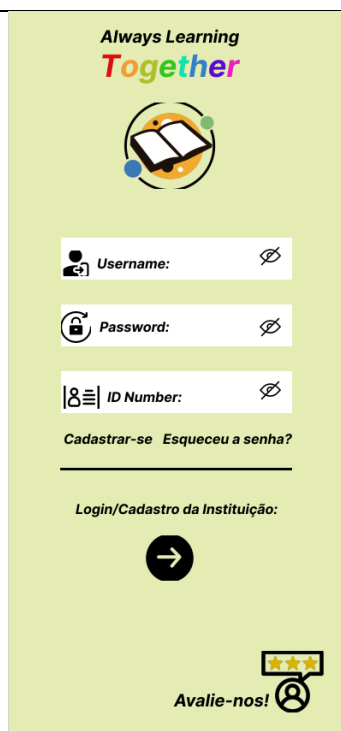 Always Learning
Together
Username:
Password:
ID Number:
Cadastrar-se Esqueceu a senha?
Login/Cadastro da Instituição:
Avalie-nos!